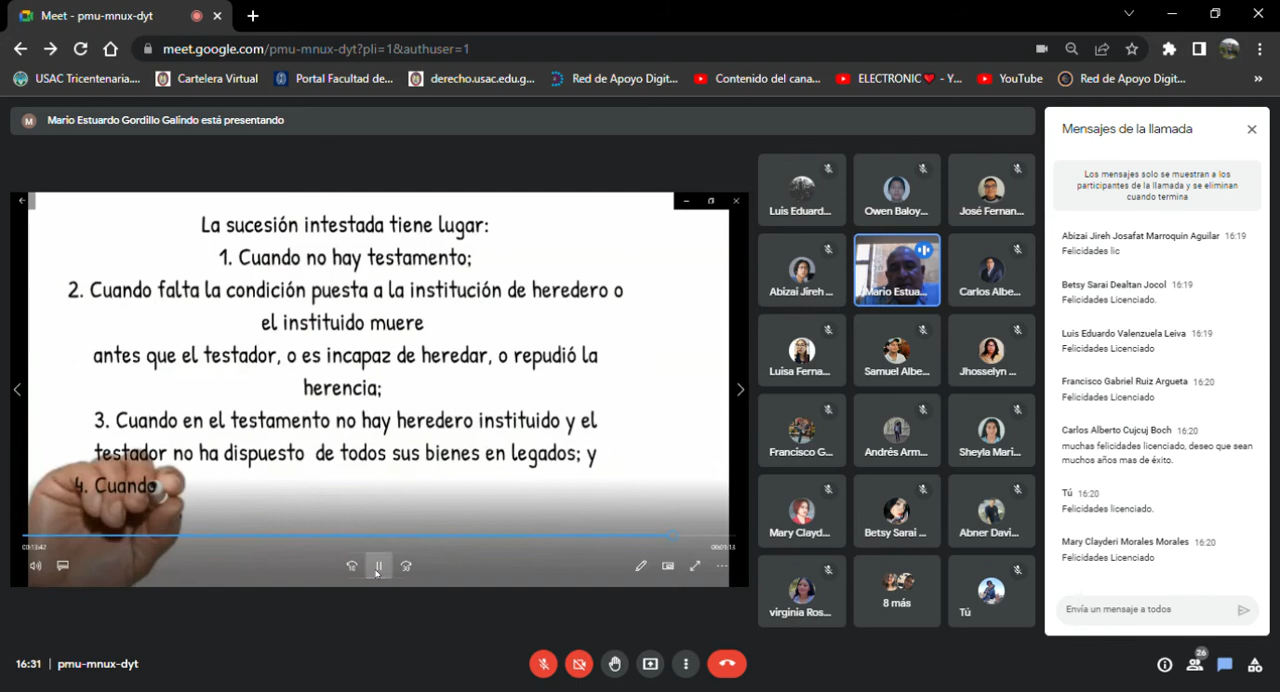 Meet - pmu-mnux-dyt
meet.google.com/pmu-mnux-dyt?pli=1&authuser=1
USAC Tricentenaria....
Cartelera Virtual
Portal Facultad de...
derecho.usac.edu.g...
Red de Apoyo Digit...
Contenido del cana...
ELECTRONIC❤ - Y...
YouTube
Red de Apoyo Digit...
M
Mario Estuardo Gordillo Galindo está presentando
La sucesión intestada tiene lugar:
1. Cuando no hay testamento;
2. Cuando falta la condición puesta a la institución de heredero o
el instituido muere
antes que el testador, o es incapaz de heredar, o repudió la
herencia;
3. Cuando en el testamento no hay heredero instituido y el
testador no ha dispuesto de todos sus bienes en legados; y
4. Cuando
00:13:42
00:01:13
10
30
Luis Eduard...
Owen Baloy...
José Fernan...
Abizai Jireh ...
Mario Estua...
Carlos Albe...
Luisa Ferna...
Samuel Albe...
Jhosselyn ...
Francisco G...
Andrés Arm...
Sheyla Mari...
Mary Clayd...
Betsy Sarai ...
Abner Davi...
virginia Ros...
8 más
Tú
Mensajes de la llamada
Los mensajes solo se muestran a los
participantes de la llamada y se eliminan
cuando termina
Abizai Jireh Josafat Marroquin Aguilar 16:19
Felicidades lic
Betsy Sarai Dealtan Jocol 16:19
Felicidades Licenciado.
Luis Eduardo Valenzuela Leiva 16:19
Felicidades Licenciado
Francisco Gabriel Ruiz Argueta 16:20
Felicidades Licenciado
Carlos Alberto Cujcuj Boch 16:20
muchas felicidades licenciado, deseo que sean
muchos años mas de éxito.
Tú 16:20
Felicidades licenciado.
Mary Clayderi Morales Morales 16:20
Felicidades Licenciado
Envía un mensaje a todos
16:31 | pmu-mnux-dyt
26